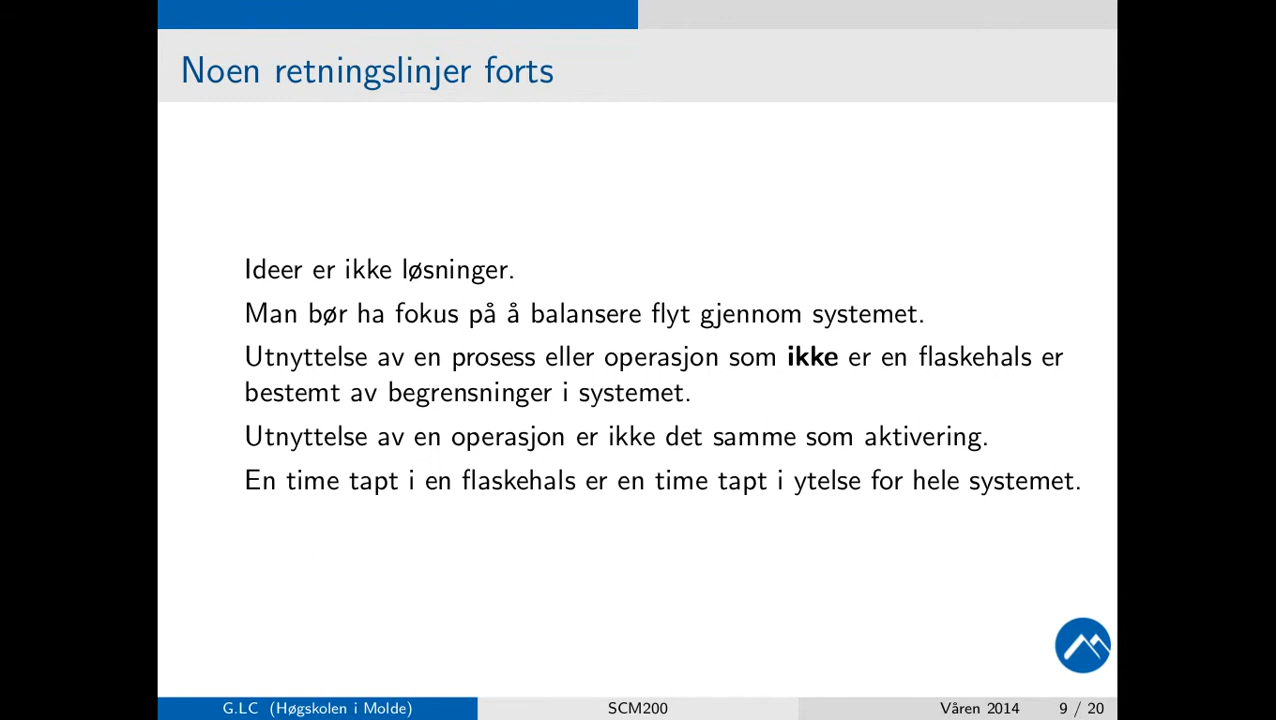 Noen retningslinjer forts
Ideer er ikke løsninger.
Man bør ha fokus på å balansere flyt gjennom systemet.
Utnyttelse av en prosess eller operasjon som ikke er en flaskehals er
bestemt av begrensninger i systemet.
Utnyttelse av en operasjon er ikke det samme som aktivering.
En time tapt i en flaskehals er en time tapt i ytelse for hele systemet.
G.LC (Høgskolen i Molde) SCM200 Våren 2014 9 / 20